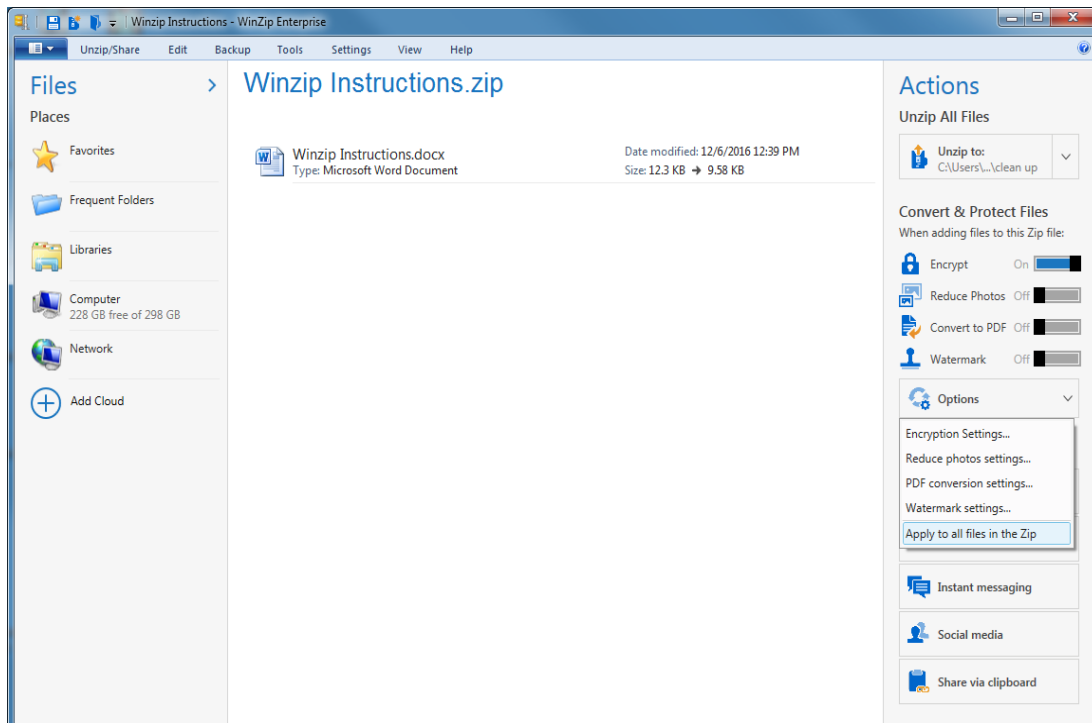 Winzip Instructions - WinZip Enterprise
Unzip/Share Edit Backup Tools Settings View Help
Files
Places
Favorites
Frequent Folders
Libraries
Computer
228 GB free of 298 GB
Network
Add Cloud
Winzip Instructions.zip
Winzip Instructions.docx
Type: Microsoft Word Document
Date modified: 12/6/2016 12:39 PM
Size: 12.3 KB → 9.58 KB
Actions
Unzip All Files
Unzip to:
C:\Users\...\clean up
Convert & Protect Files
When adding files to this Zip file:
Encrypt On
Reduce Photos Off
Convert to PDF Off
Watermark Off
Options
Encryption Settings...
Reduce photos settings...
PDF conversion settings...
Watermark settings...
Apply to all files in the Zip
Instant messaging
Social media
Share via clipboard